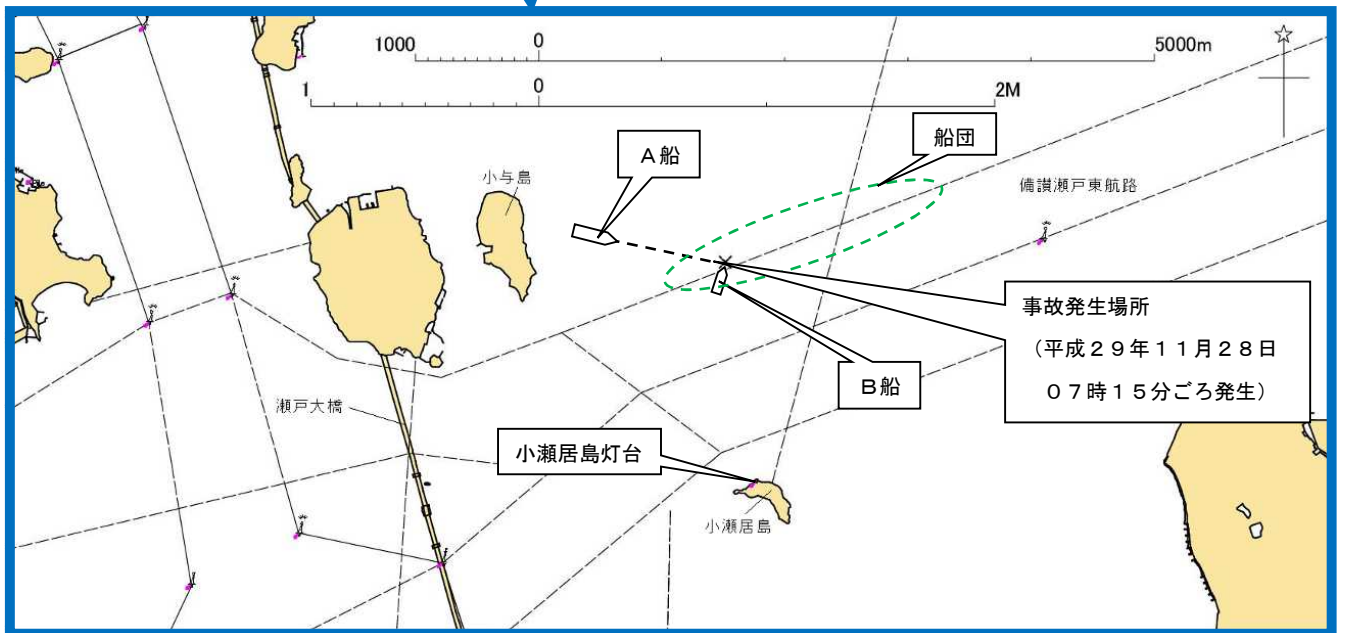 1000 0 5000m
1 0 2M
船団
A船
小与島
備讃瀬戸東航路
事故発生場所
(平成29年11月28日
07時15分ごろ発生)
B船
瀬戸大橋
小瀬居島灯台
小瀬居島